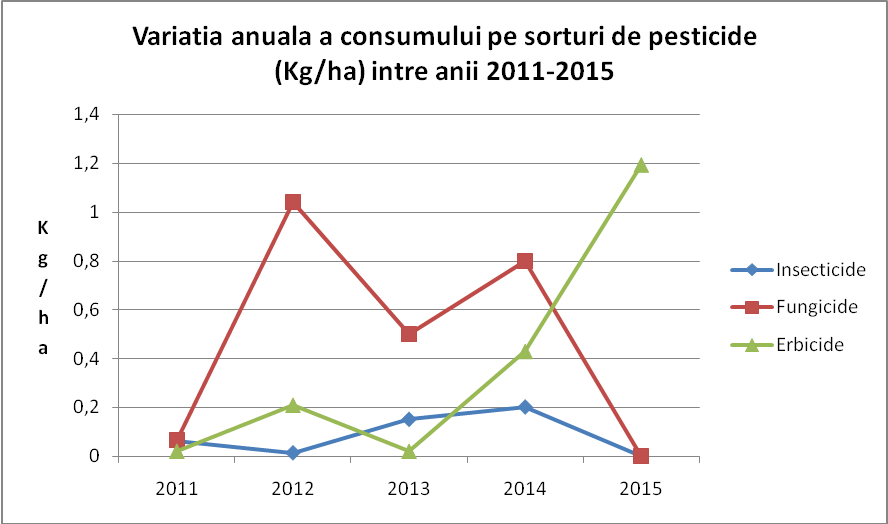 Variatia anuala a consumului pe sorturi de pesticide
(Kg/ha) intre anii 2011-2015
1,4
1,2
1
0,8
0,6
0,4
0,2
0
K
g
/
h
a
2011 2012 2013 2014 2015
Insecticide
Fungicide
Erbicide